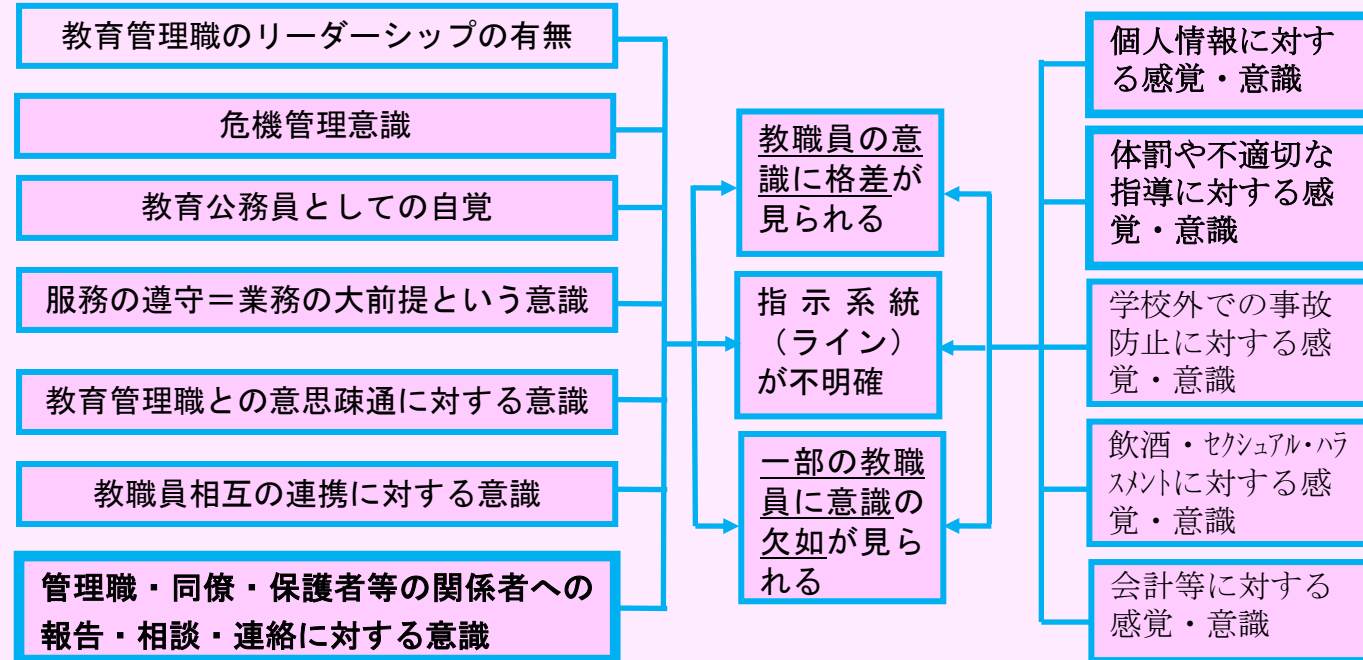 教育管理職のリーダーシップの有無
危機管理意識
教育公務員としての自覚
服務の遵守＝業務の大前提という意識
教育管理職との意思疎通に対する意識
教職員相互の連携に対する意識
管理職・同僚・保護者等の関係者への
報告・相談・連絡に対する意識
教職員の意
識に格差が
見られる
指示系統
（ライン）
が不明確
一部の教職
員に意識の
欠如が見ら
れる
個人情報に対す
る感覚・意識
体罰や不適切な
指導に対する感
覚・意識
学校外での事故
防止に対する感
覚・意識
飲酒・ｾｸｼｭｱﾙ・ﾊﾗ
ｽﾒﾝﾄに対する感
覚・意識
会計等に対する
感覚・意識